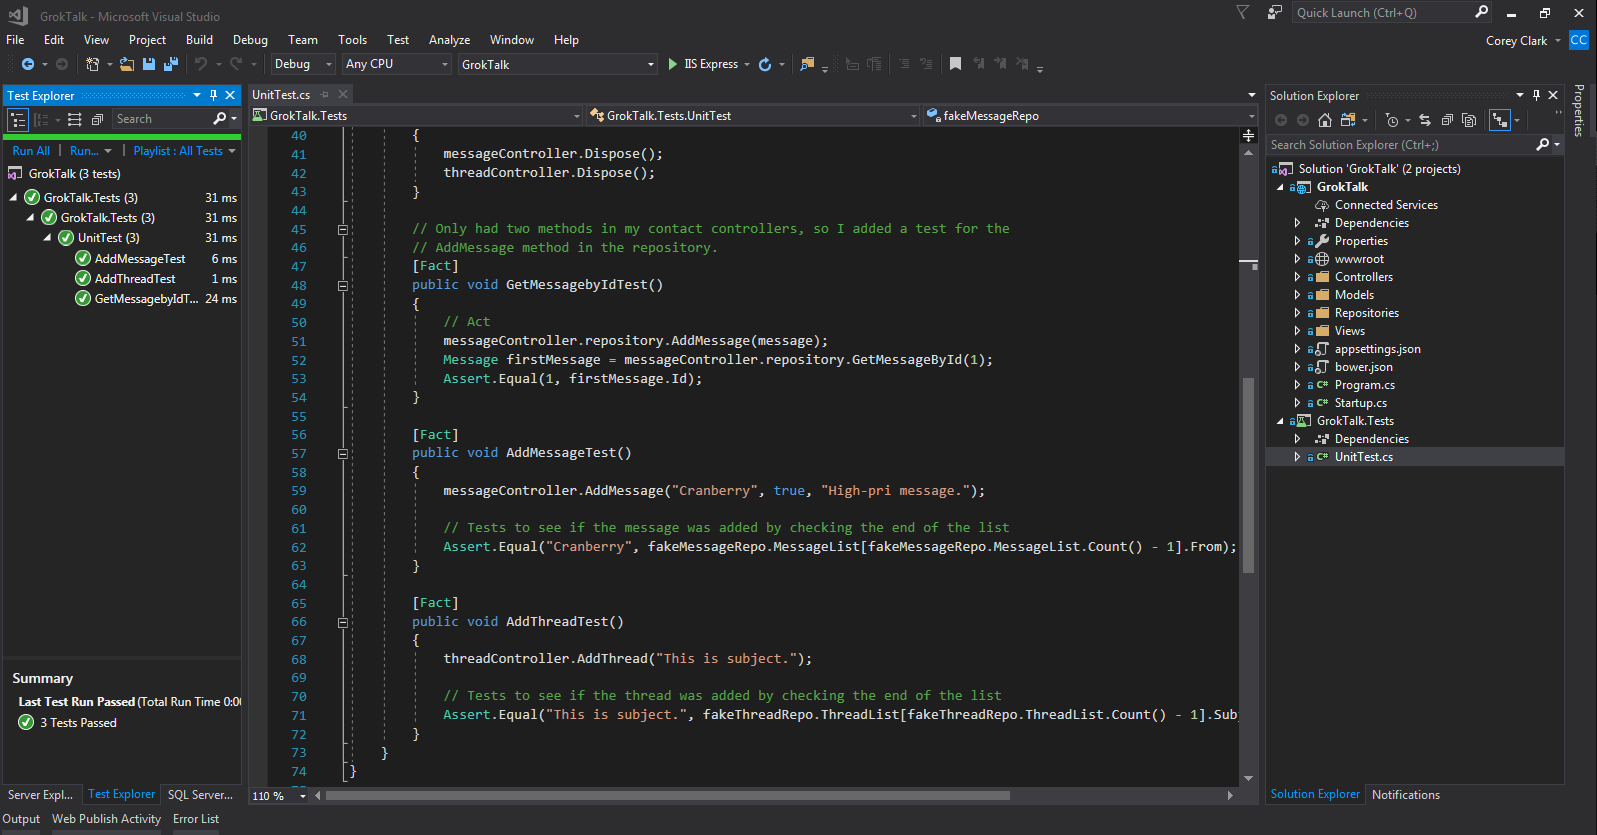 GrokTalk - Microsoft Visual Studio
Quick Launch (Ctrl+Q)
File Edit View Project Build Debug Team Tools Test Analyze Window Help
Corey Clark CC
Debug Any CPU GrokTalk IIS Express
Test Explorer
Search
Run All | Run... | Playlist : All Tests
GrokTalk (3 tests)
GrokTalk.Tests (3) 31 ms
GrokTalk.Tests (3) 31 ms
UnitTest (3) 31 ms
AddMessageTest 6 ms
AddThreadTest 1 ms
GetMessagebyIdT... 24 ms
Summary
Last Test Run Passed (Total Run Time 0:00
3 Tests Passed
Server Expl... Test Explorer SQL Server...
UnitTest.cs
GrokTalk.Tests GrokTalk.Tests.UnitTest fakeMessageRepo
40 {
41 messageController.Dispose();
42 threadController.Dispose();
43 }
44
45 // Only had two methods in my contact controllers, so I added a test for the
46 // AddMessage method in the repository.
47 [Fact]
48 public void GetMessagebyIdTest()
49 {
50 // Act
51 messageController.repository.AddMessage(message);
52 Message firstMessage = messageController.repository.GetMessageById(1);
53 Assert.Equal(1, firstMessage.Id);
54 }
55
56 [Fact]
57 public void AddMessageTest()
58 {
59 messageController.AddMessage("Cranberry", true, "High-pri message.");
60
61 // Tests to see if the message was added by checking the end of the list
62 Assert.Equal("Cranberry", fakeMessageRepo.MessageList[fakeMessageRepo.MessageList.Count() - 1].From);
63 }
64
65 [Fact]
66 public void AddThreadTest()
67 {
68 threadController.AddThread("This is subject.");
69
70 // Tests to see if the thread was added by checking the end of the list
71 Assert.Equal("This is subject.", fakeThreadRepo.ThreadList[fakeThreadRepo.ThreadList.Count() - 1].Sub
72 }
73 }
74 }
110 %
Solution Explorer
Search Solution Explorer (Ctrl+;)
Solution 'GrokTalk' (2 projects)
GrokTalk
Connected Services
Dependencies
Properties
wwwroot
Controllers
Models
Repositories
Views
appsettings.json
bower.json
Program.cs
Startup.cs
GrokTalk.Tests
Dependencies
UnitTest.cs
Solution Explorer Notifications
Properties
Output Web Publish Activity Error List